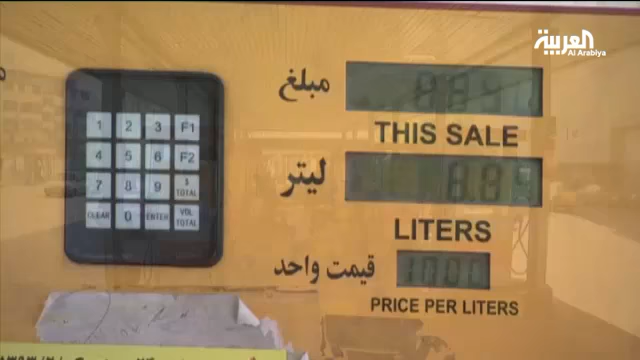 العربية
Al Arabiya
مبلغ
THIS SALE
1 2 3 F1
4 5 6 F2
7 8 9 $ TOTAL
CLEAR 0 ENTER VOL TOTAL
ليتر
LITERS
قيمت واحد
1000
PRICE PER LITERS